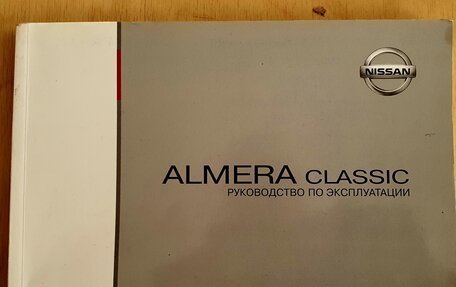 NISSAN
ALMERA CLASSIC
РУКОВОДСТВО ПО ЭКСПЛУАТАЦИИ